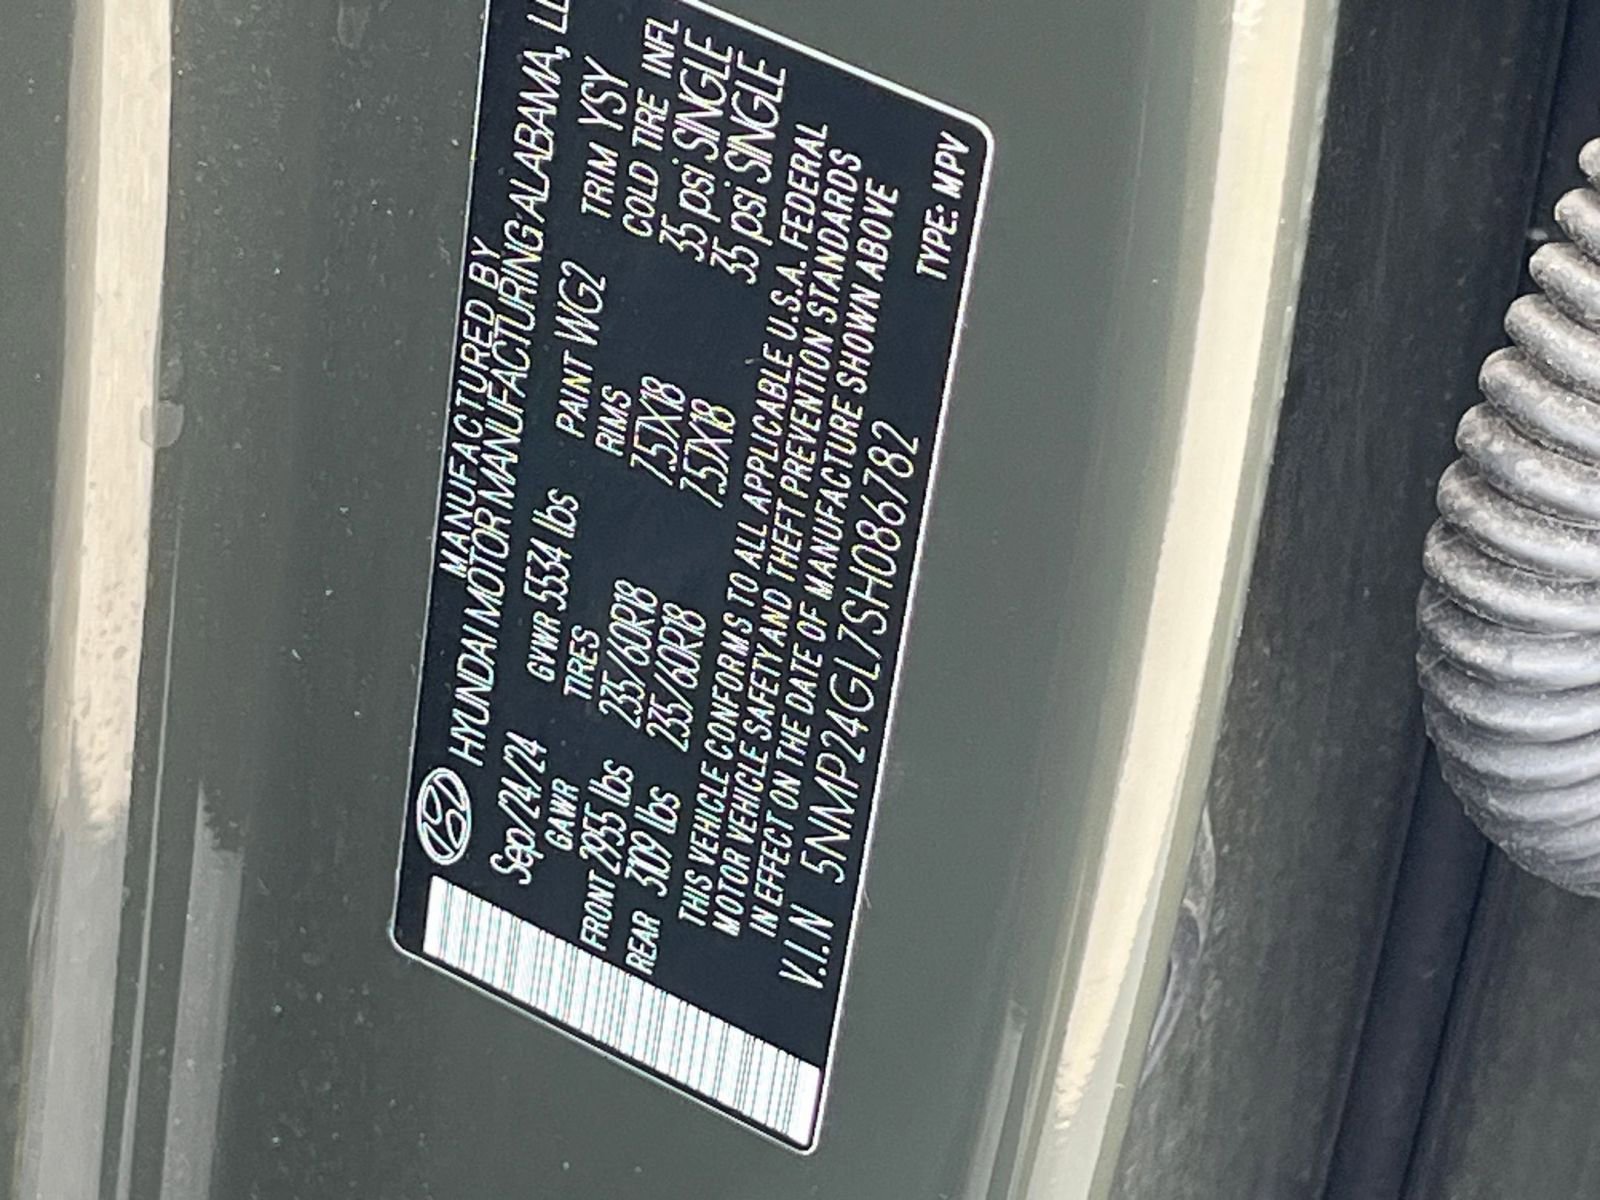 MANUFACTURED BY
HYUNDAI MOTOR MANUFACTURING ALABAMA,
Sep/24/24 GVWR 5534 lbs PAINT WG2 TRIM YSY
GAWR TIRES RIMS COLD TIRE INFL
FRONT 2955 lbs 235/60R18 7.5JX18 35 psi SINGLE
REAR 3109 lbs 235/60R18 7.5JX18 35 psi SINGLE
THIS VEHICLE CONFORMS TO ALL APPLICABLE U.S.A. FEDERAL
MOTOR VEHICLE SAFETY AND THEFT PREVENTION STANDARDS
IN EFFECT ON THE DATE OF MANUFACTURE SHOWN ABOVE
V.I.N 5NMP24GL7SH086782 TYPE: MPV